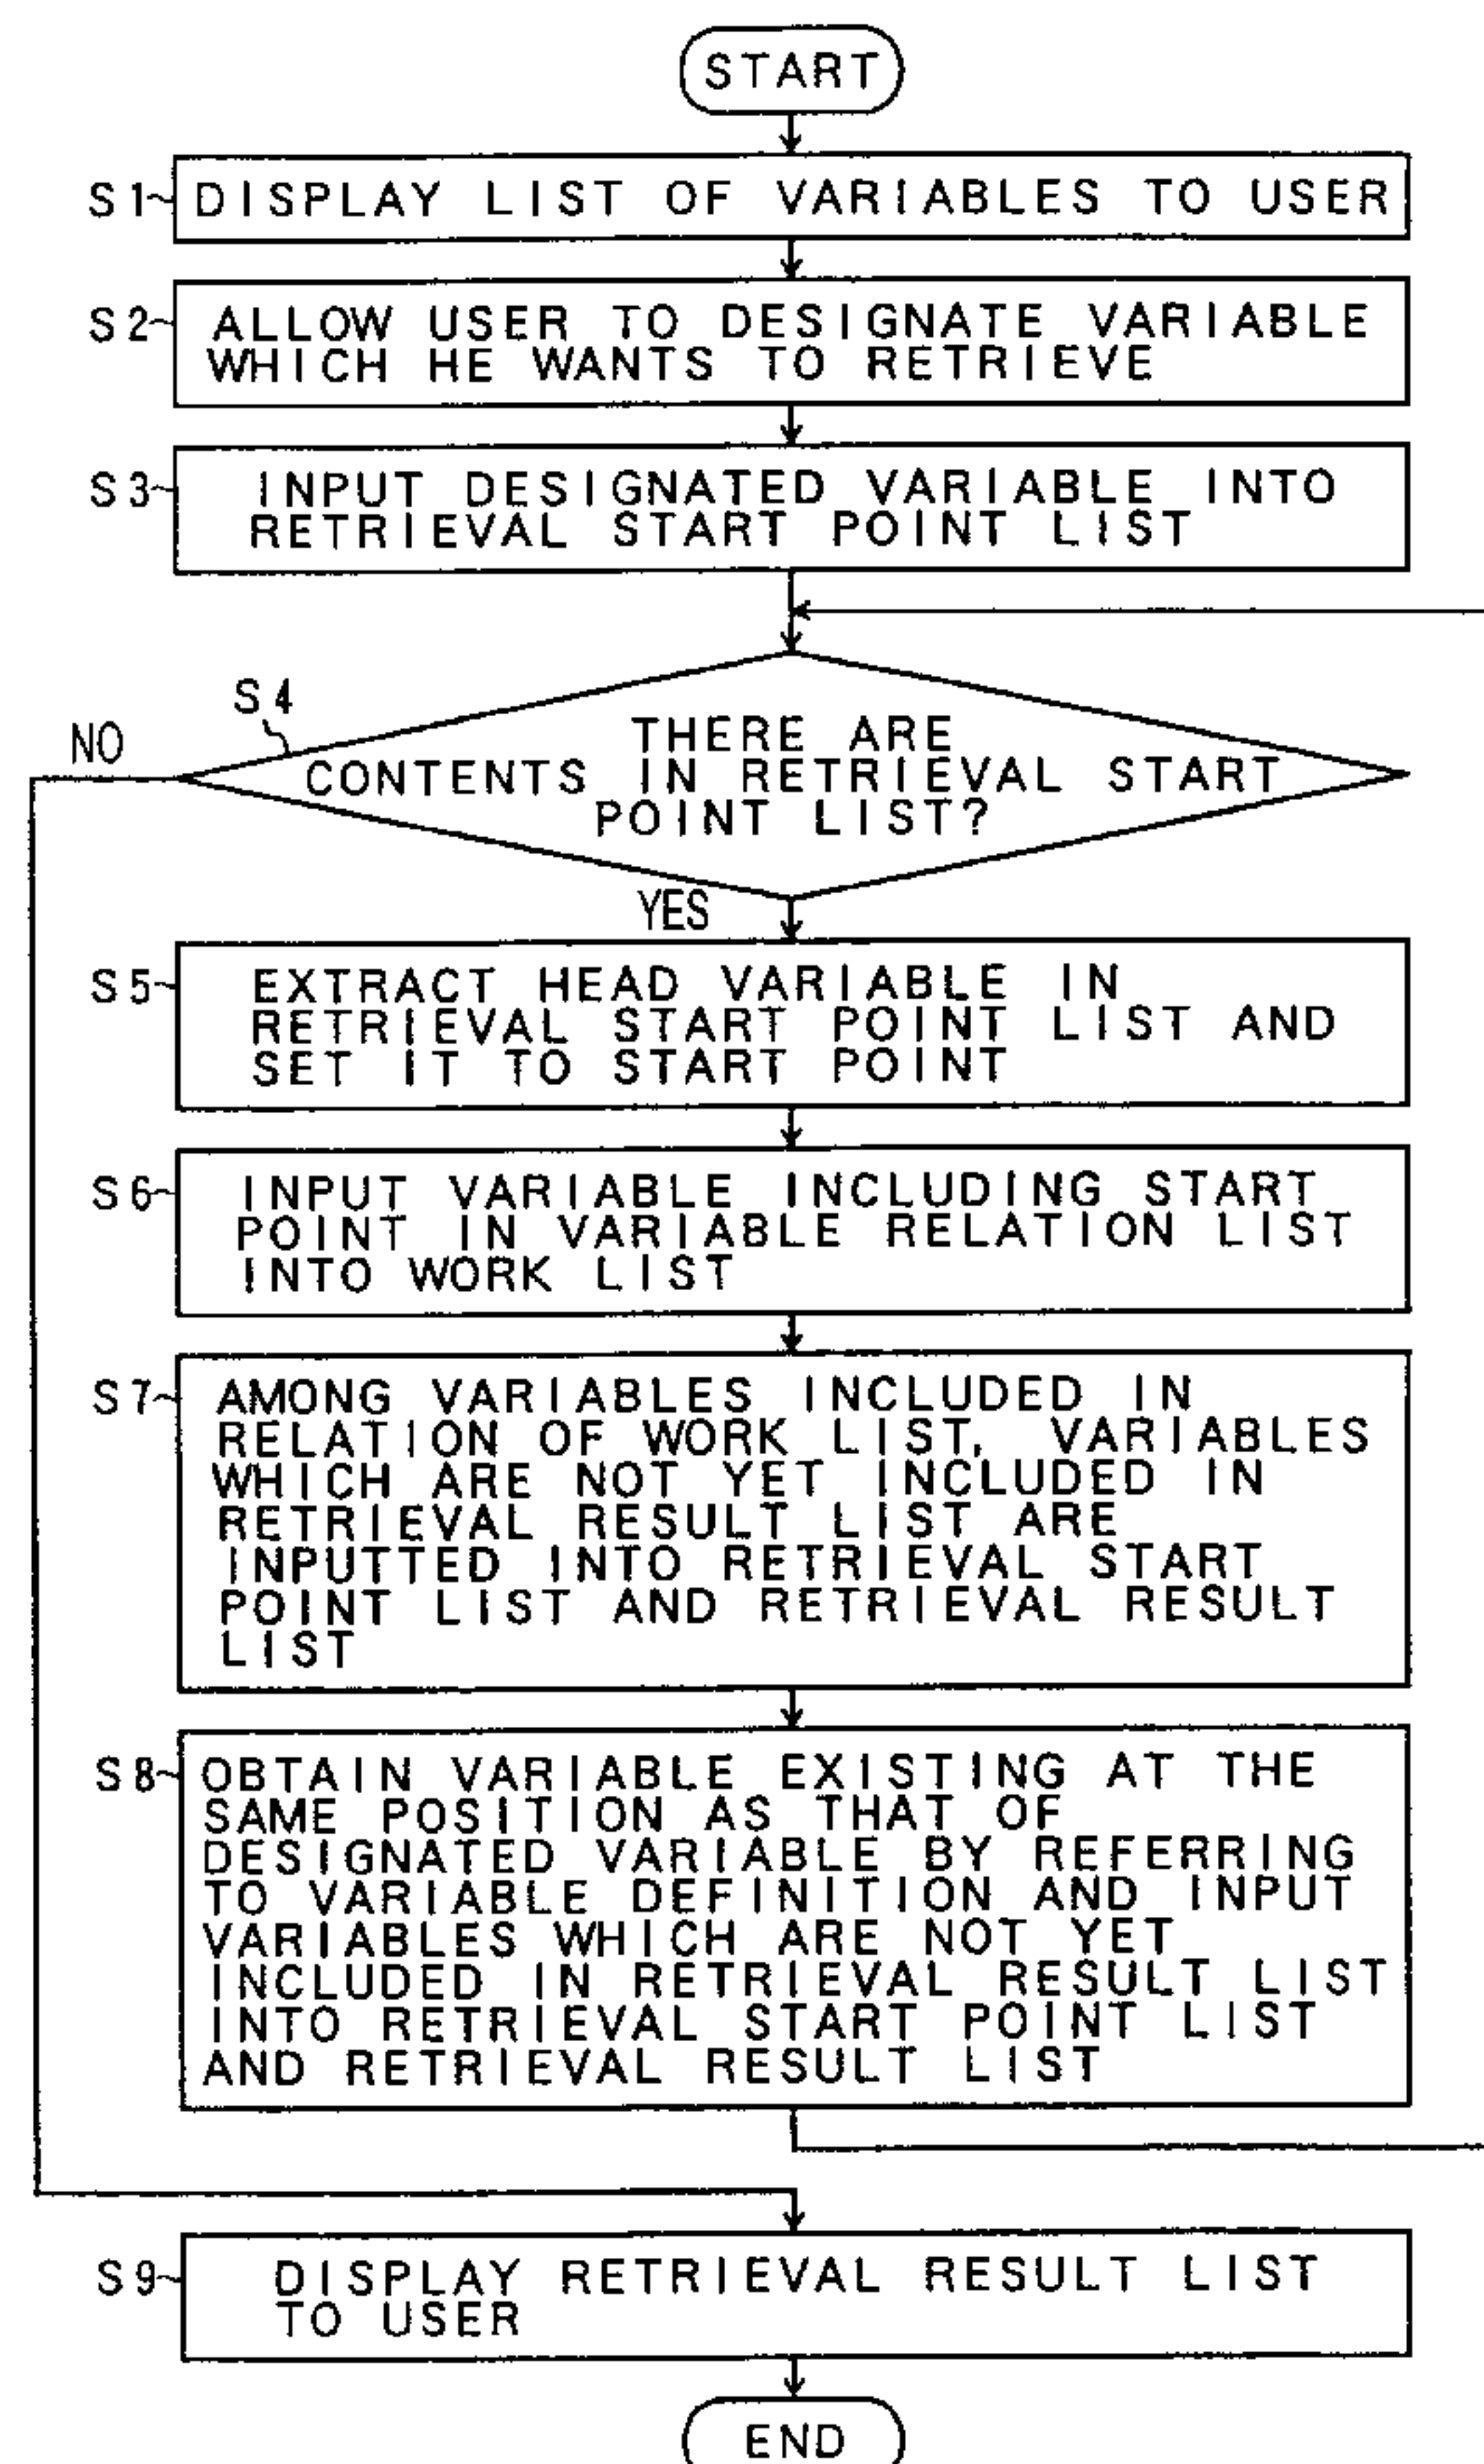 START
S1
DISPLAY LIST OF VARIABLES TO USER
S2
ALLOW USER TO DESIGNATE VARIABLE
WHICH HE WANTS TO RETRIEVE
S3
INPUT DESIGNATED VARIABLE INTO
RETRIEVAL START POINT LIST
S4
NO
THERE ARE
CONTENTS IN RETRIEVAL START
POINT LIST?
YES
S5
EXTRACT HEAD VARIABLE IN
RETRIEVAL START POINT LIST AND
SET IT TO START POINT
S6
INPUT VARIABLE INCLUDING START
POINT IN VARIABLE RELATION LIST
INTO WORK LIST
S7
AMONG VARIABLES INCLUDED IN
RELATION OF WORK LIST, VARIABLES
WHICH ARE NOT YET INCLUDED IN
RETRIEVAL RESULT LIST ARE
INPUTTED INTO RETRIEVAL START
POINT LIST AND RETRIEVAL RESULT
LIST
S8
OBTAIN VARIABLE EXISTING AT THE
SAME POSITION AS THAT OF
DESIGNATED VARIABLE BY REFERRING
TO VARIABLE DEFINITION AND INPUT
VARIABLES WHICH ARE NOT YET
INCLUDED IN RETRIEVAL RESULT LIST
INTO RETRIEVAL START POINT LIST
AND RETRIEVAL RESULT LIST
S9
DISPLAY RETRIEVAL RESULT LIST
TO USER
END